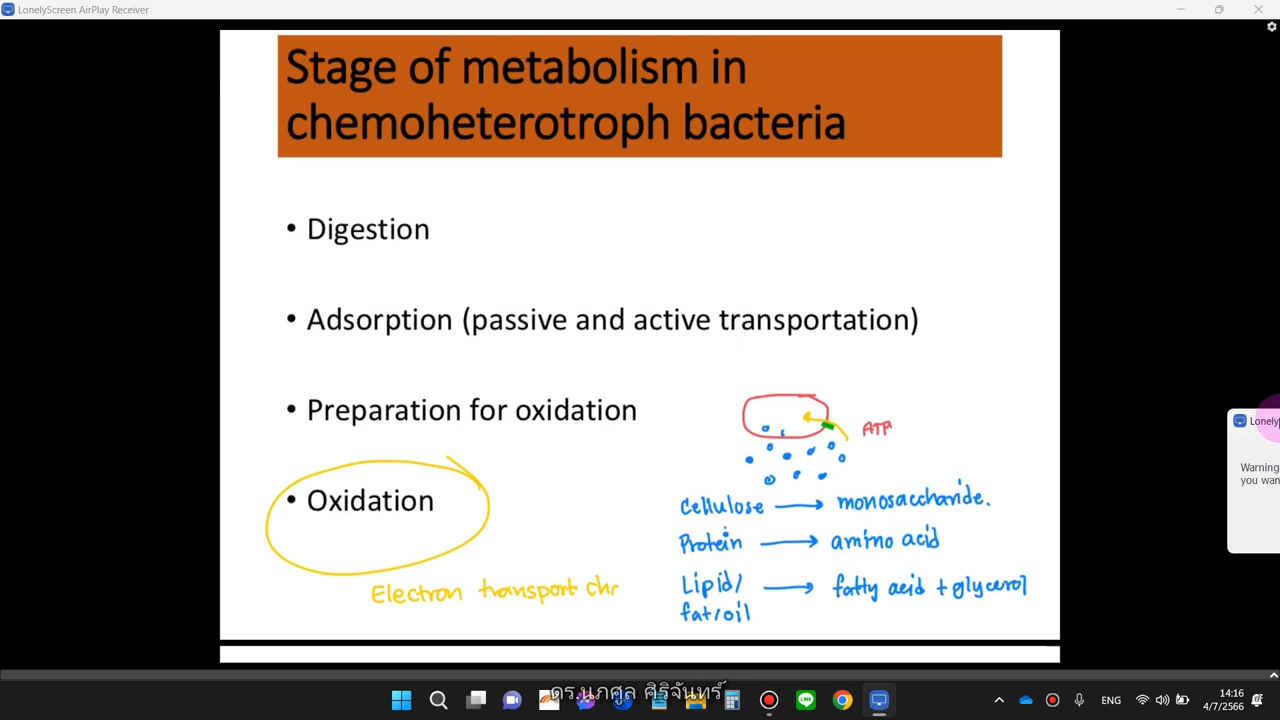 LonelyScreen AirPlay Receiver
Stage of metabolism in
chemoheterotroph bacteria
• Digestion
• Adsorption (passive and active transportation)
• Preparation for oxidation
ATP
• Oxidation
Cellulose → monosaccharide.
Protein → amino acid
Lipid/ → fatty acid + glycerol
fat/oil
Electron transport cha
Lonely
Warning
you wan
ดร.นภศูล ศิริจันทร์
ENG
14:16
4/7/2566